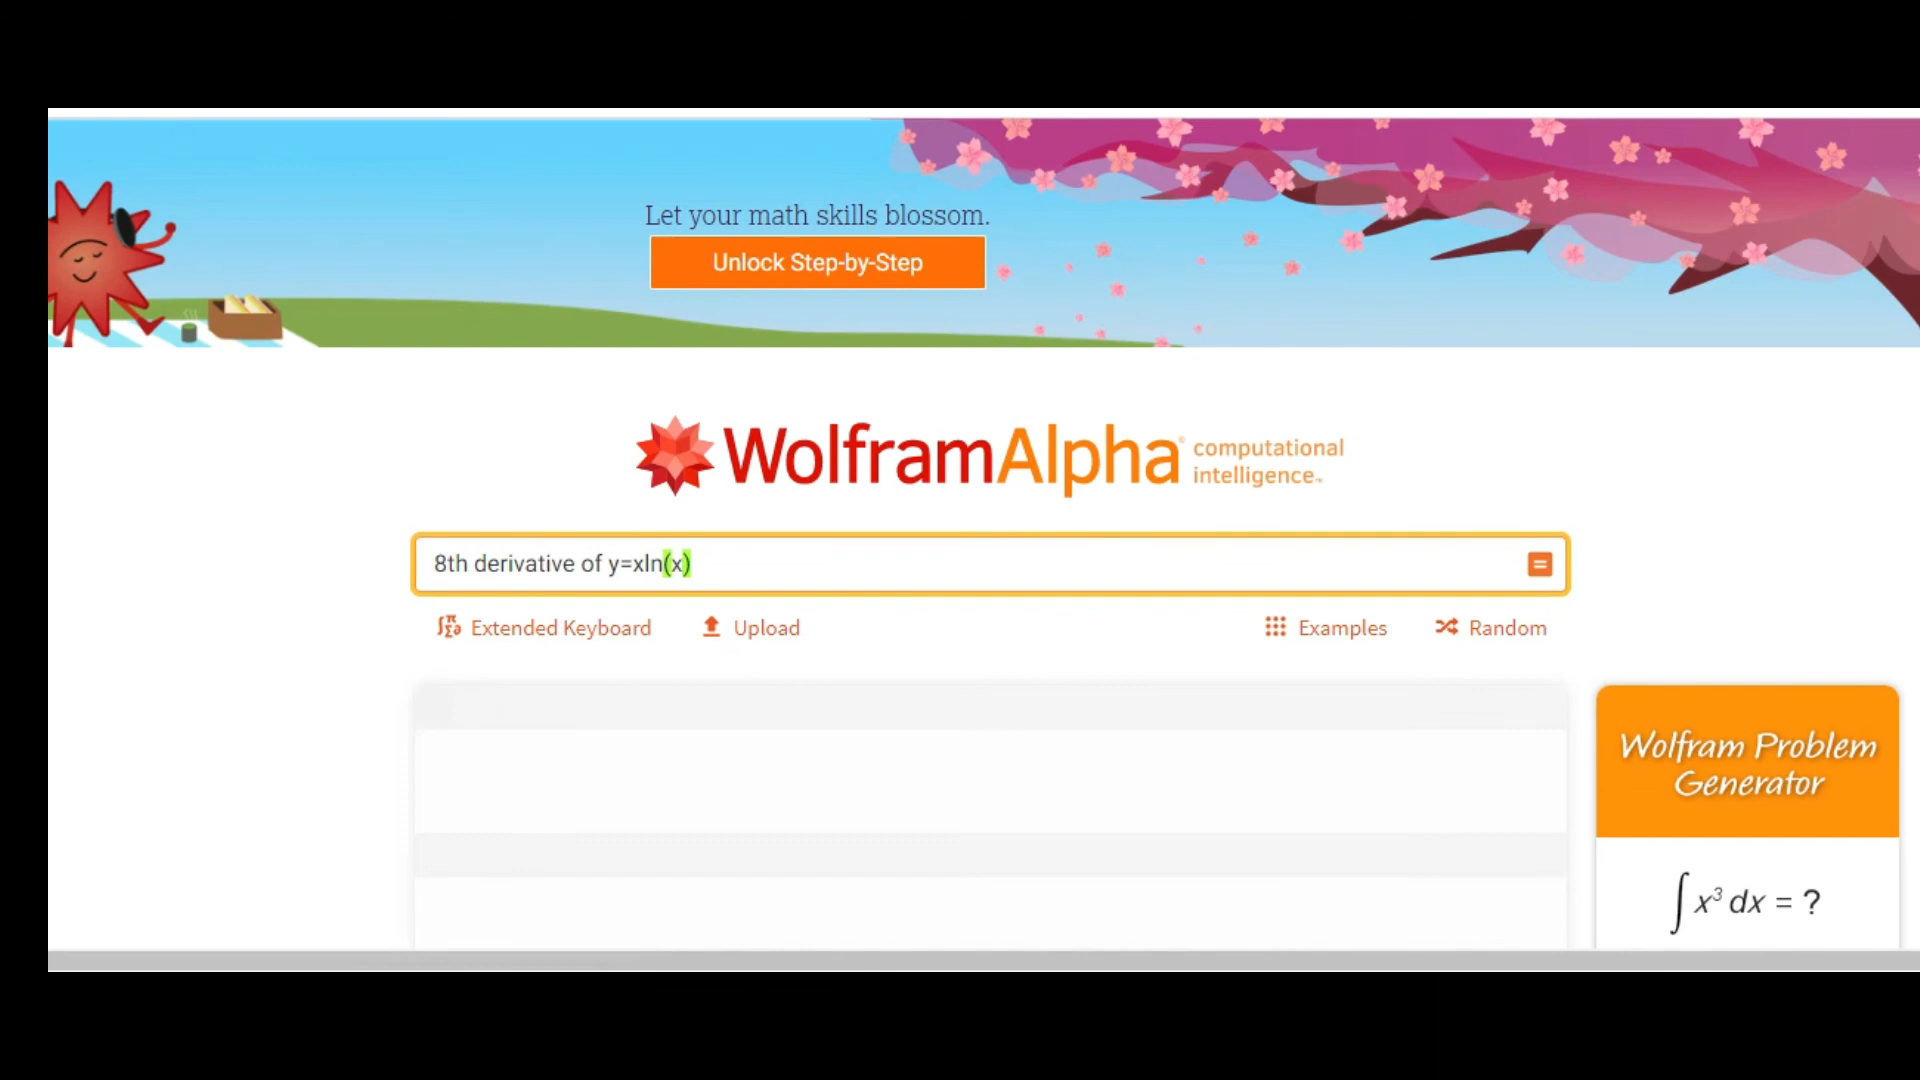 Let your math skills blossom.
Unlock Step-by-Step
WolframAlpha computational
intelligence™
8th derivative of y=xln(x)
Extended Keyboard Upload Examples Random
Wolfram Problem
Generator
∫x³ dx = ?